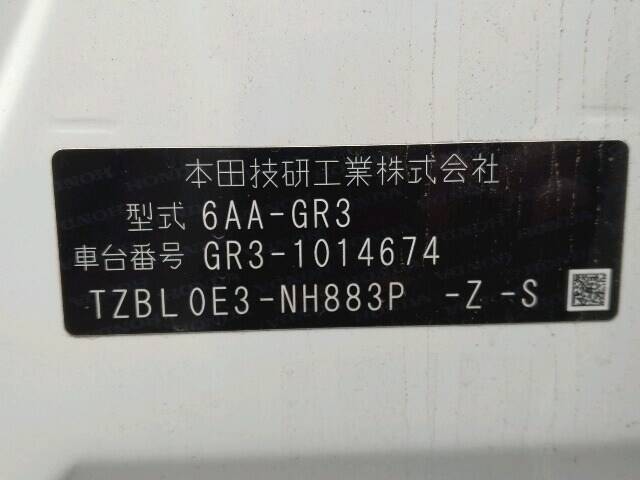 本田技研工業株式会社
型式 6AA-GR3
車台番号 GR3-1014674
TZBL0E3-NH883P -Z-S